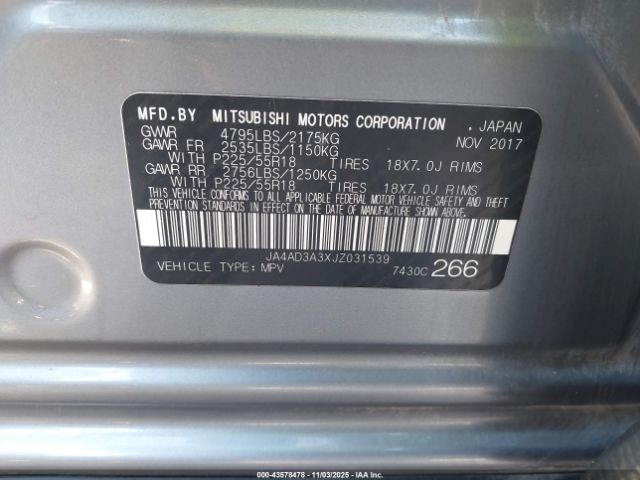 MFD.BY MITSUBISHI MOTORS CORPORATION . JAPAN
GVWR 4795LBS/2175KG NOV 2017
GAWR FR 2535LBS/1150KG
WITH P225/55R18 TIRES 18X7.0J RIMS
GAWR RR 2756LBS/1250KG
WITH P225/55R18 TIRES 18X7.0J RIMS
THIS VEHICLE CONFORMS TO ALL APPLICABLE FEDERAL MOTOR VEHICLE SAFETY AND THEFT
PREVENTION STANDARDS IN EFFECT ON THE DATE OF MANUFACTURE SHOWN ABOVE.
JA4AD3A3XJZ031539
VEHICLE TYPE: MPV 7430C 266
000-43578478 - 11/03/2025 - IAA, LLC